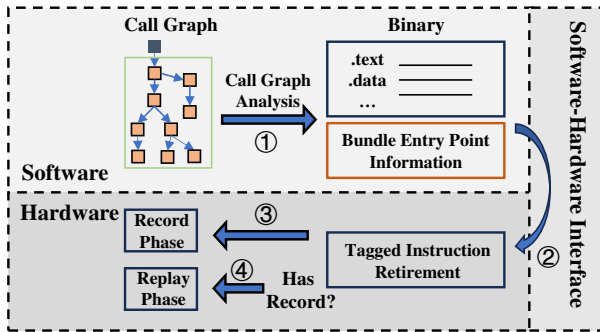 Call Graph
Binary
Call Graph
Analysis
①
.text
.data
...
Bundle Entry Point
Information
Software
Software-Hardware Interface
②
Hardware
Record
Phase
③
Tagged Instruction
Retirement
Replay
Phase
④
Has
Record?